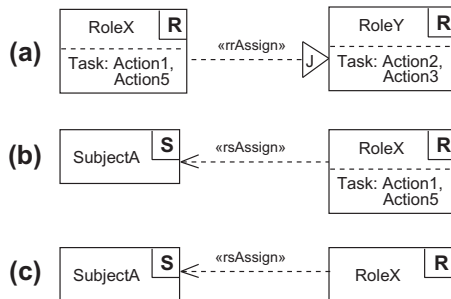 RoleX R
RoleY R
(a)
«rrAssign»
J
Task: Action1,
Action5
Task: Action2,
Action3
(b)
SubjectA S
«rsAssign»
RoleX R
Task: Action1,
Action5
(c)
SubjectA S
«rsAssign»
RoleX R